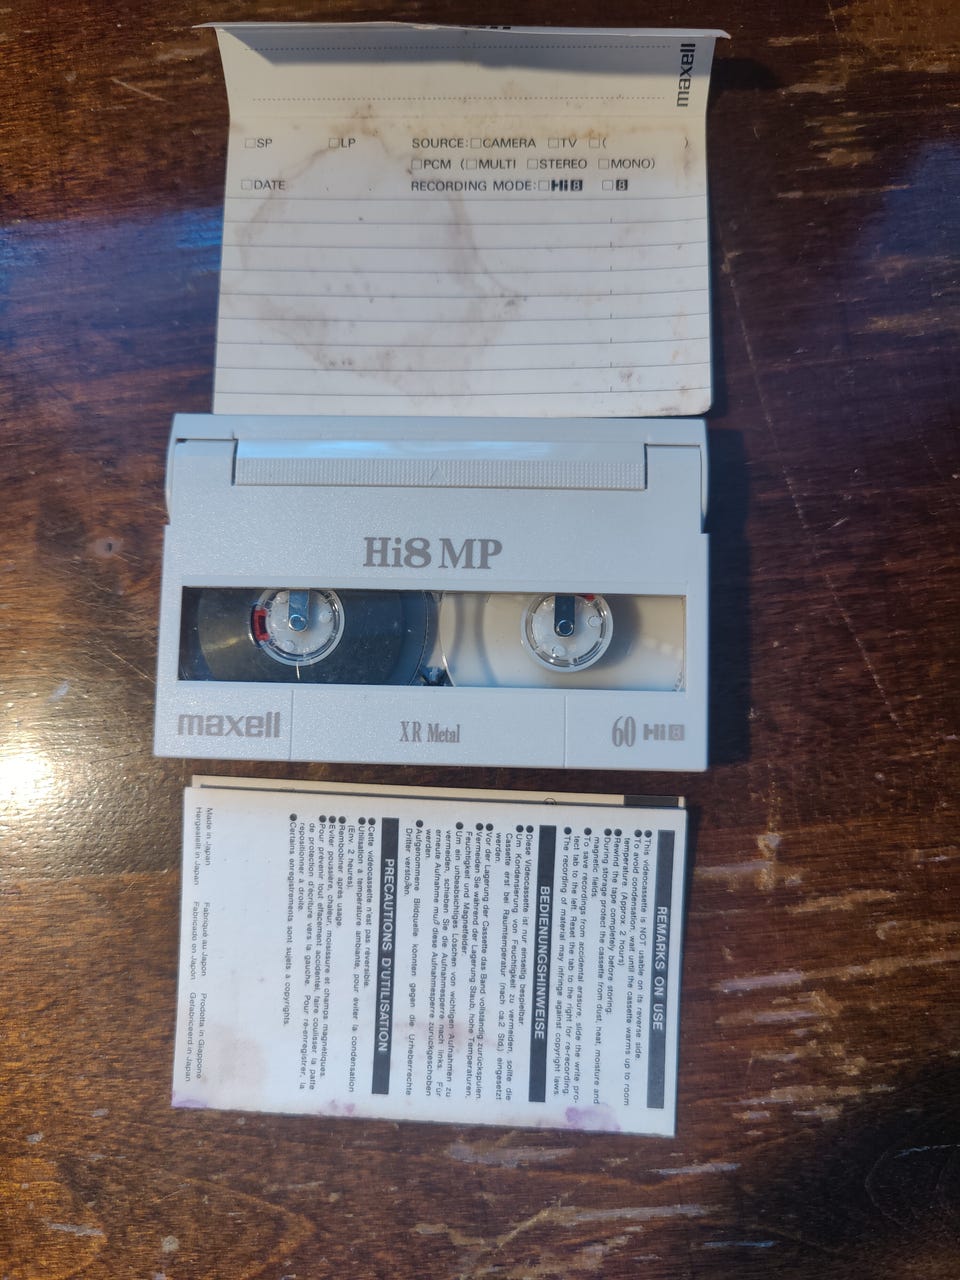 maxell
□SP □LP SOURCE:□CAMERA □TV □( )
□PCM (□MULTI □STEREO □MONO)
□DATE RECORDING MODE:□Hi8 □8
Hi8 MP
maxell XR Metal 60 Hi8
REMARKS ON USE
●This videocassette is NOT usable on its reverse side.
●To avoid condensation, wait until the cassette warms up to room
temperature. (Approx. 2 hours)
●Rewind the tape completely before storing.
●During storage protect the cassette from dust, heat, moisture and
magnetic fields.
●To save recordings from accidental erasure, slide the write pro-
tect tab to the left. Reset the tab to the right for re-recording.
●The recording of material may infringe against copyright laws.
BEDIENUNGSHINWEISE
●Diese Videocassette ist nur einseitig bespielbar.
●Um Kondensierung von Feuchtigkeit zu vermeiden, sollte die
Cassette erst bei Raumtemperatur (nach ca.2 Std.) eingesetzt
werden.
●Vor der Lagerung der Cassette das Band vollständig zurückspulen.
●Vermeiden Sie während der Lagerung Staub, hohe Temperaturen,
Feuchtigkeit und Magnetfelder.
●Um ein unbeabsichtiges Löschen von wichtigen Aufnahmen zu
vermeiden, schieben Sie die Aufnahmesperre nach links. Für
erneute Aufnahme muß diese Aufnahmesperre zurückgeschoben
werden.
●Aufgenommene Bildquelle könnten gegen die Urheberrechte
Dritter verstoßen.
PRECAUTIONS D'UTILISATION
●Cette videocassette n'est pas reversible.
●Utilisation à temperature ambiante, pour éviter la condensation
(Env. 2 heures).
●Rembobiner après usage.
●Eviter poussière, chaleur, moisissure et champs magnétiques.
●Pour prévenir tout effacement accidentel, faire coulisser la patte
de protection d'écriture vers la gauche. Pour ré-enregistrer, la
repositionner à droite.
●Certains enregistrements sont sujets à copyrights.
Made in Japan Fabriqué au Japon Prodotta in Giappone
Hergestellt in Japan Fabricado en Japon Gefabriceerd in Japan